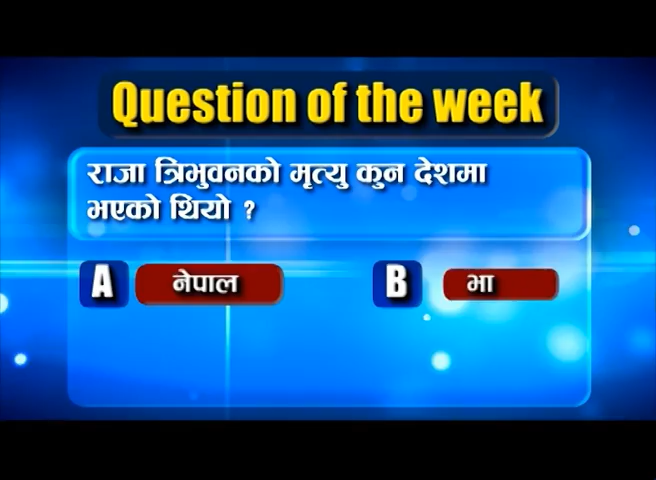 Question of the week
राजा त्रिभुवनको मृत्यु कुन देशमा
भएको थियो ?
A नेपाल B भा